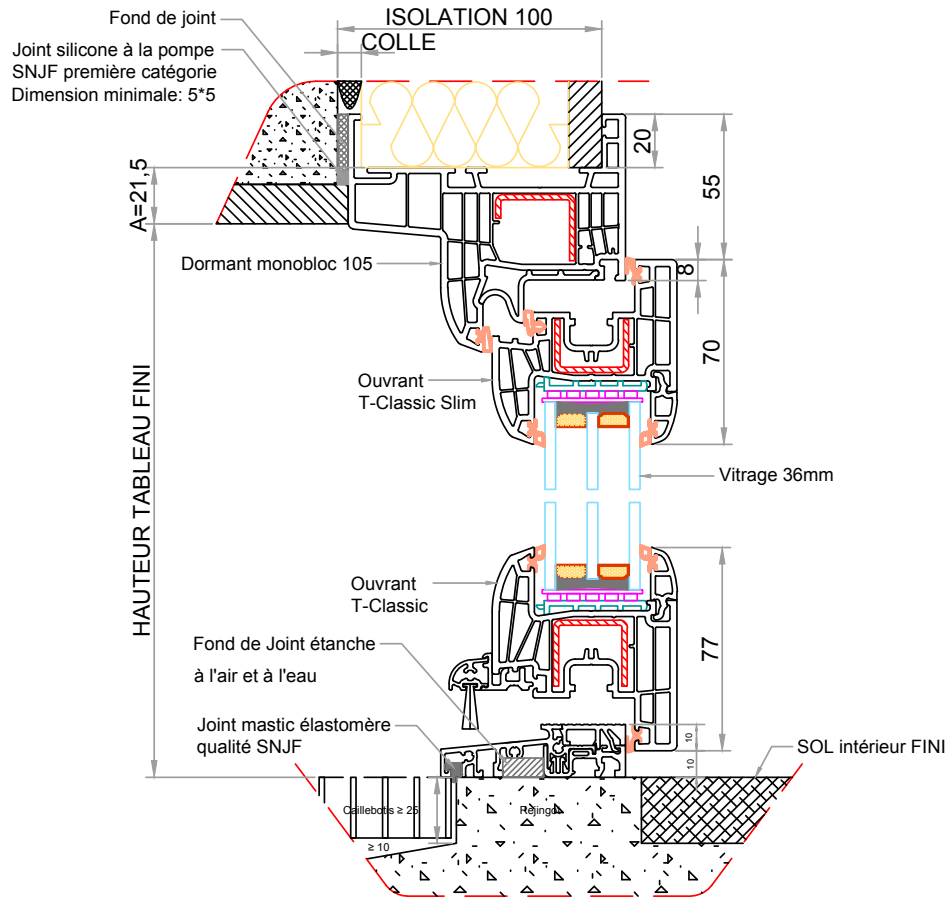 Fond de joint
ISOLATION 100
COLLE
Joint silicone à la pompe
SNJF première catégorie
Dimension minimale: 5*5
20
55
A=21,5
Dormant monobloc 105
8
70
Ouvrant
T-Classic Slim
HAUTEUR TABLEAU FINI
Vitrage 36mm
Ouvrant
T-Classic
Fond de Joint étanche
à l'air et à l'eau
77
Joint mastic élastomère
qualité SNJF
10
10
SOL intérieur FINI
Caillebotis ≥ 25
Rejingot
≥ 10